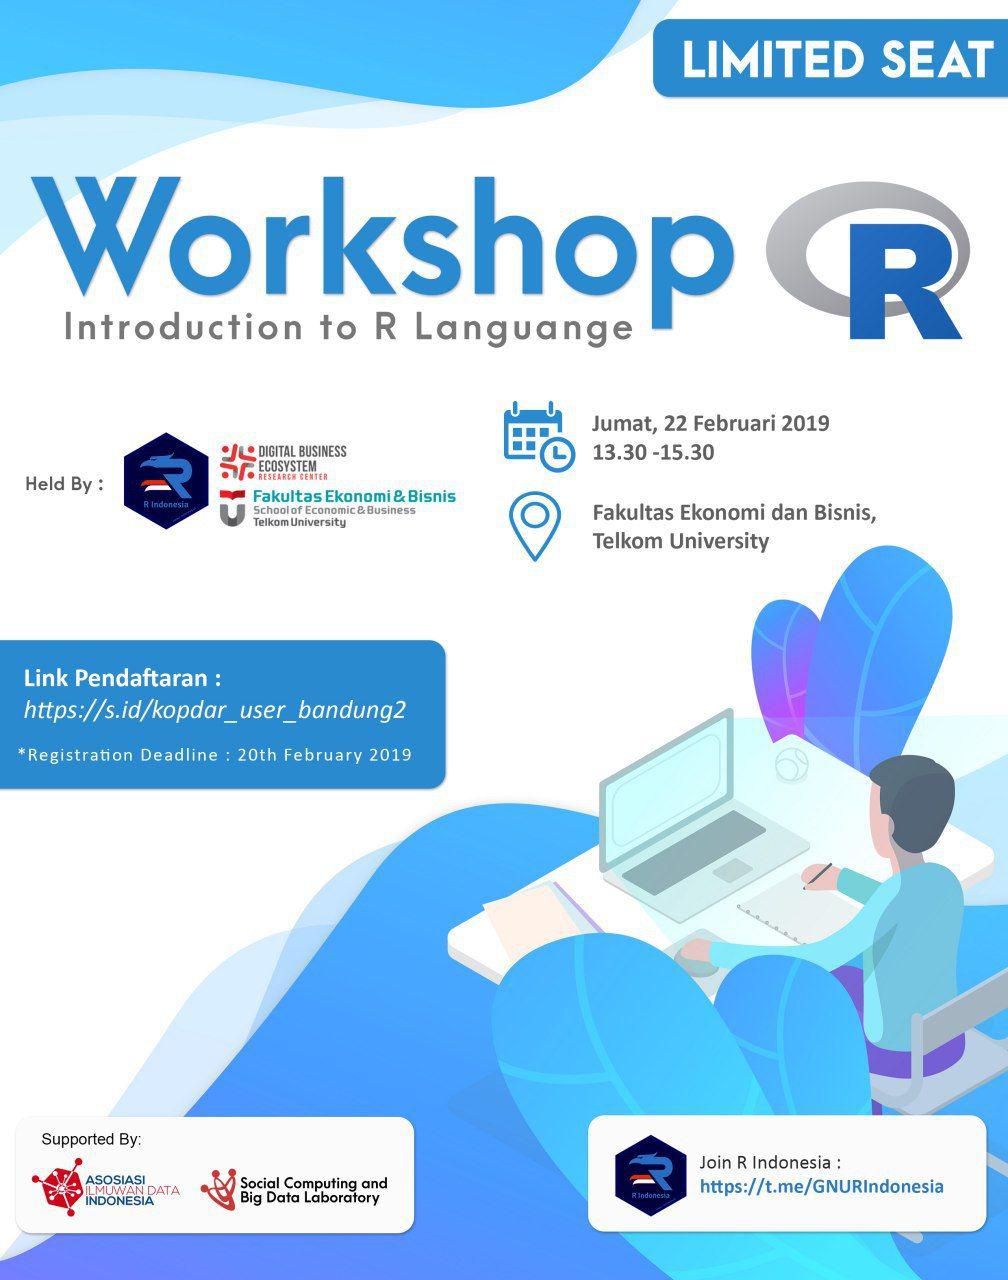 LIMITED SEAT
Workshop
R
Introduction to R Languange
Held By :
R Indonesia
DIGITAL BUSINESS
ECOSYSTEM
RESEARCH CENTER
Fakultas Ekonomi & Bisnis
School of Economic & Business
Telkom University
Jumat, 22 Februari 2019
13.30 -15.30
Fakultas Ekonomi dan Bisnis,
Telkom University
Link Pendaftaran :
https://s.id/kopdar_user_bandung2
*Registration Deadline : 20th February 2019
Supported By:
ASOSIASI
ILMUWAN DATA
INDONESIA
Social Computing and
Big Data Laboratory
R Indonesia
Join R Indonesia :
https://t.me/GNURIndonesia